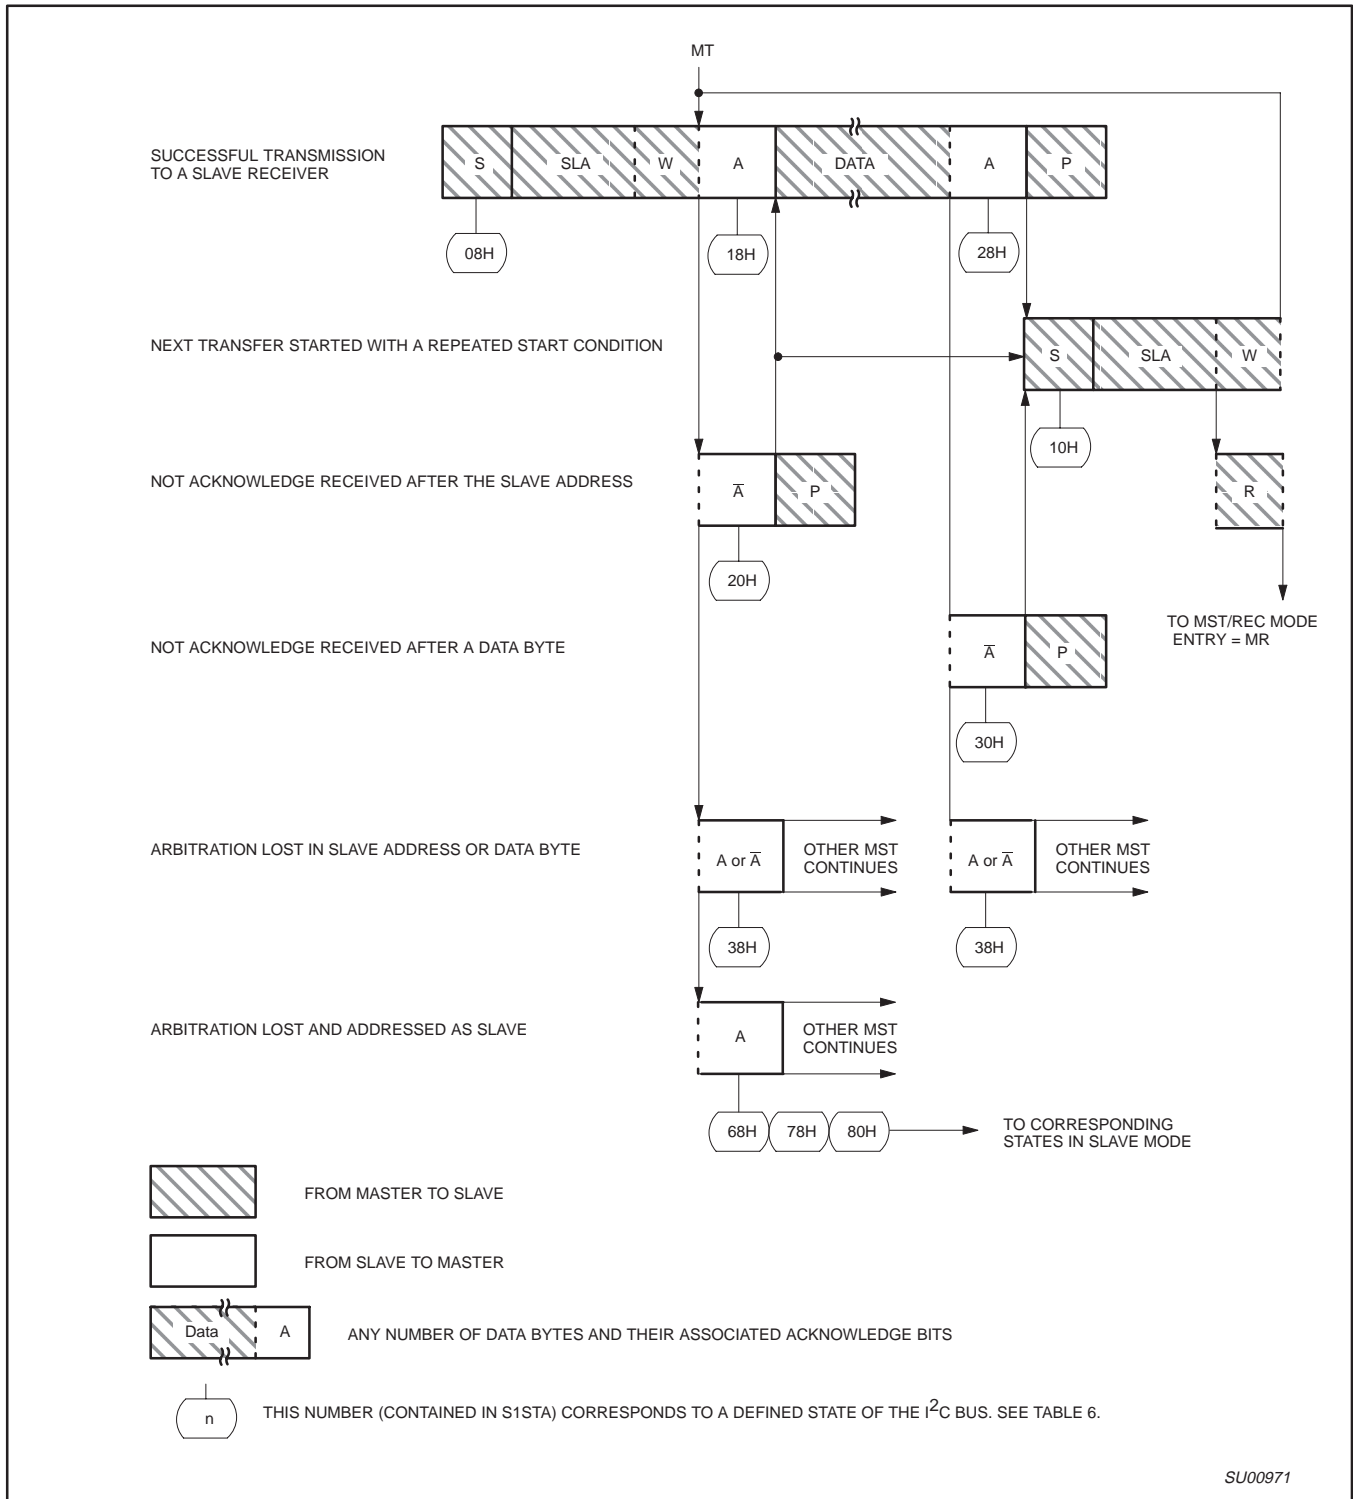 MT
SUCCESSFUL TRANSMISSION
TO A SLAVE RECEIVER
S SLA W A DATA A P
08H 18H 28H
NEXT TRANSFER STARTED WITH A REPEATED START CONDITION
S SLA W
10H
NOT ACKNOWLEDGE RECEIVED AFTER THE SLAVE ADDRESS
A̅ P R
20H
TO MST/REC MODE
ENTRY = MR
NOT ACKNOWLEDGE RECEIVED AFTER A DATA BYTE
A̅ P
30H
ARBITRATION LOST IN SLAVE ADDRESS OR DATA BYTE
A or A̅
OTHER MST
CONTINUES
A or A̅
OTHER MST
CONTINUES
38H 38H
ARBITRATION LOST AND ADDRESSED AS SLAVE
A
OTHER MST
CONTINUES
68H 78H 80H
TO CORRESPONDING
STATES IN SLAVE MODE
FROM MASTER TO SLAVE
FROM SLAVE TO MASTER
Data A
ANY NUMBER OF DATA BYTES AND THEIR ASSOCIATED ACKNOWLEDGE BITS
n
THIS NUMBER (CONTAINED IN S1STA) CORRESPONDS TO A DEFINED STATE OF THE I²C BUS. SEE TABLE 6.
SU00971